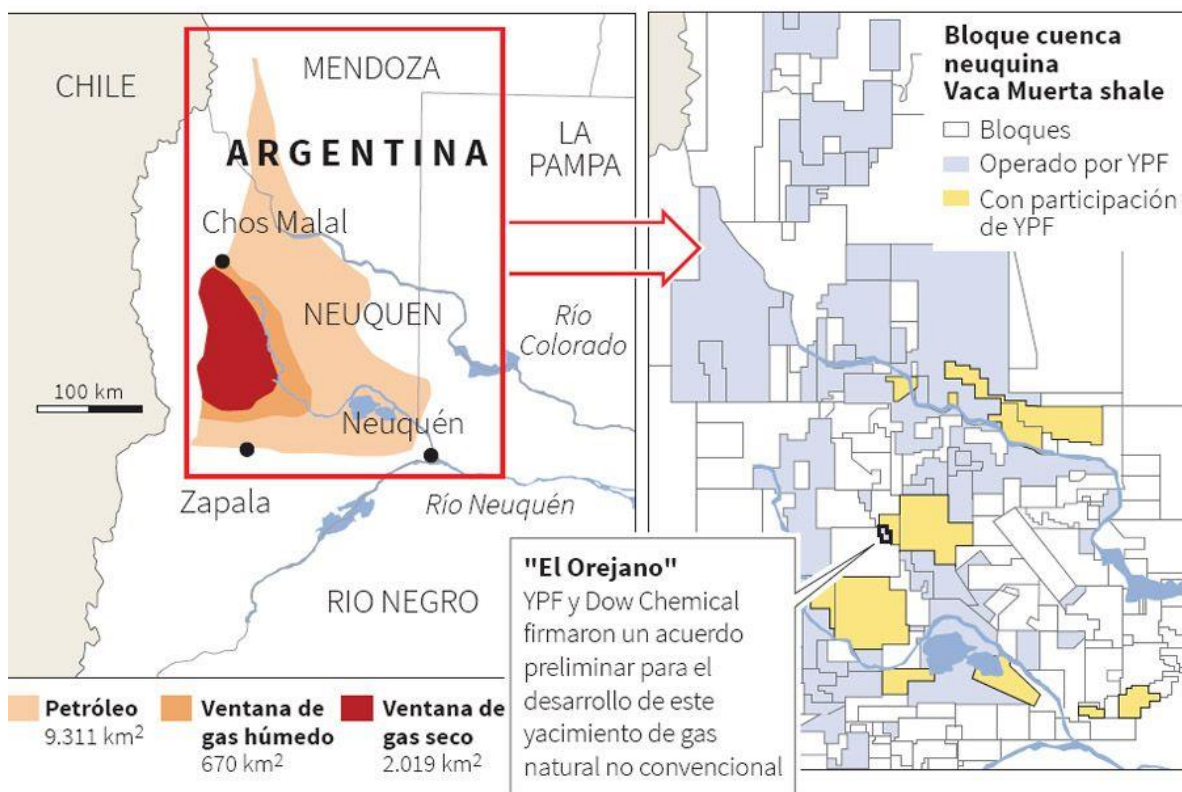 MENDOZA
CHILE
ARGENTINA
LA
PAMPA
Chos Malal
NEUQUEN
Río
Colorado
100 km
Neuquén
Zapala
Río Neuquén
RIO NEGRO
Petróleo
9.311 km²
Ventana de
gas húmedo
670 km²
Ventana de
gas seco
2.019 km²
Bloque cuenca
neuquina
Vaca Muerta shale
Bloques
Operado por YPF
Con participación
de YPF
"El Orejano"
YPF y Dow Chemical
firmaron un acuerdo
preliminar para el
desarrollo de este
yacimiento de gas
natural no convencional